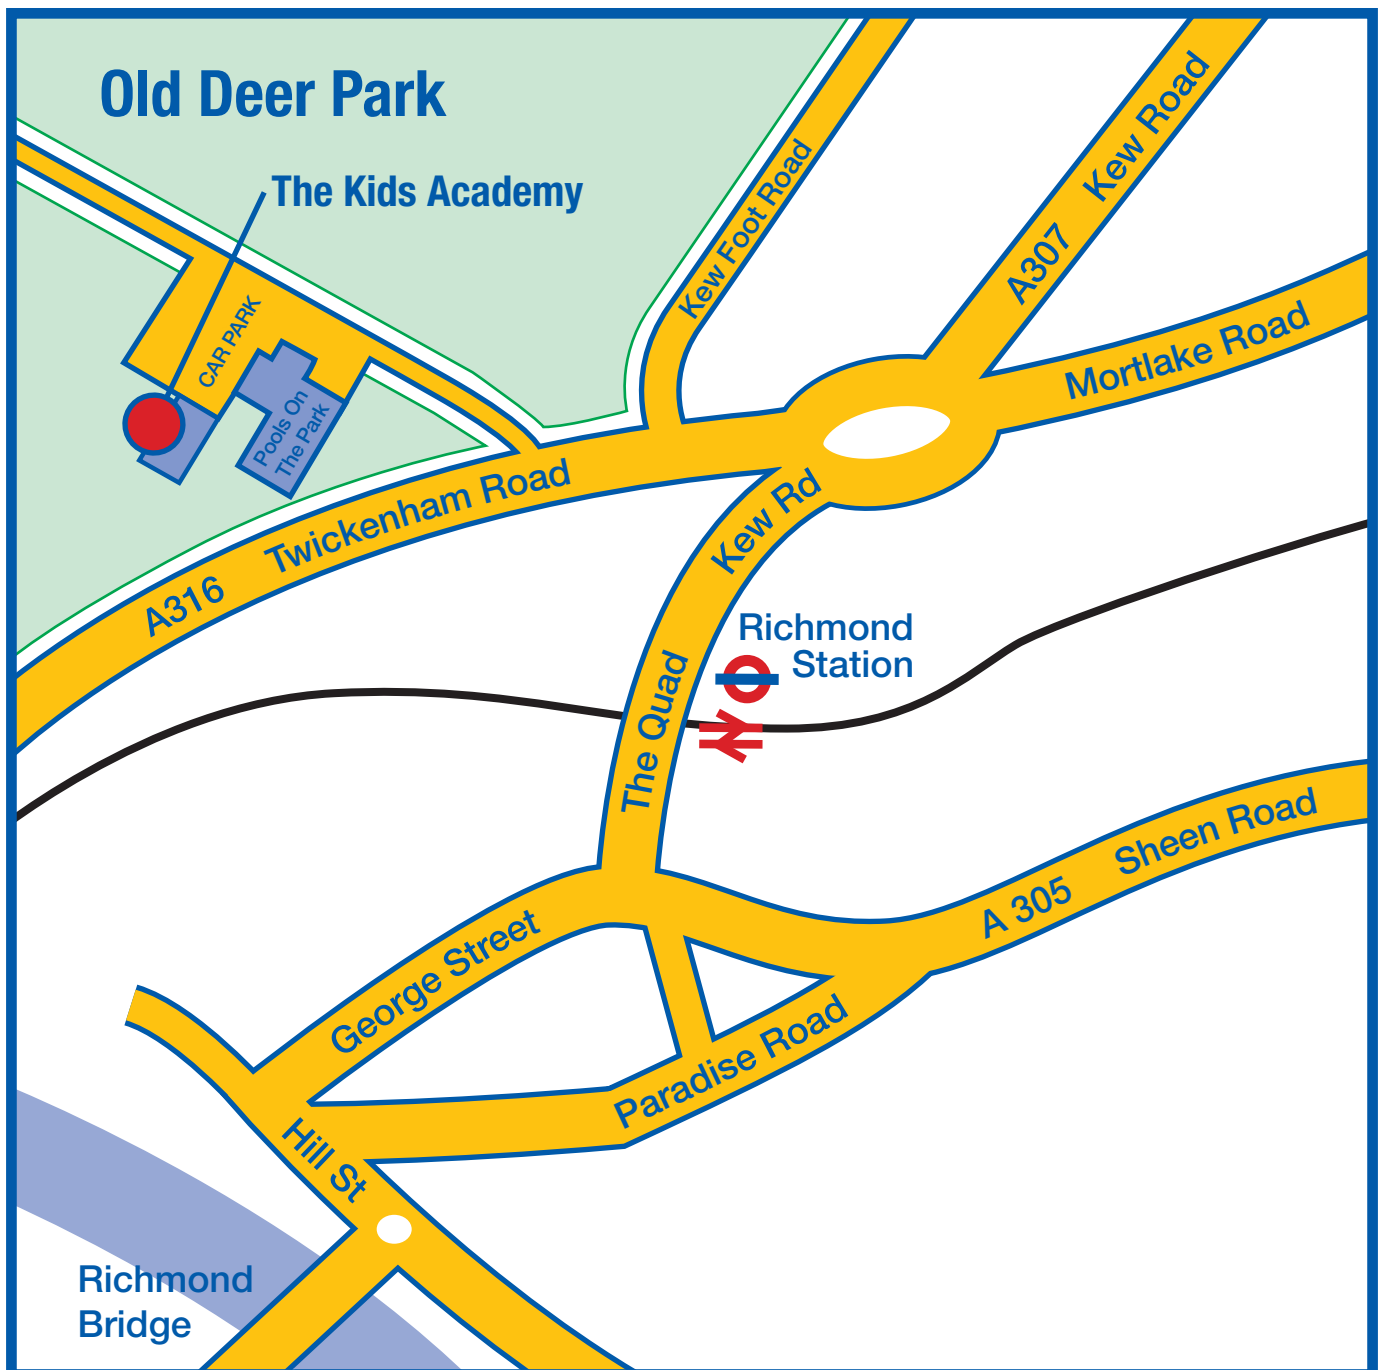 Old Deer Park
The Kids Academy
CAR PARK
Pools On
The Park
Kew Foot Road
A307 Kew Road
Mortlake Road
A316 Twickenham Road
Kew Rd
Richmond
Station
The Quad
A 305 Sheen Road
George Street
Paradise Road
Hill St
Richmond
Bridge